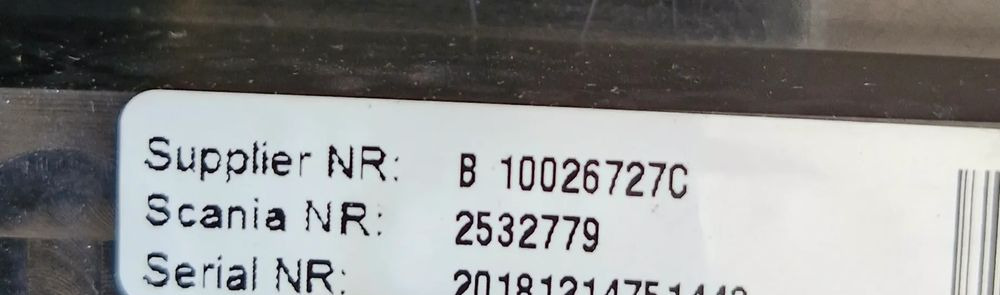 Supplier NR: B 10026727C
Scania NR: 2532779
Serial NR: